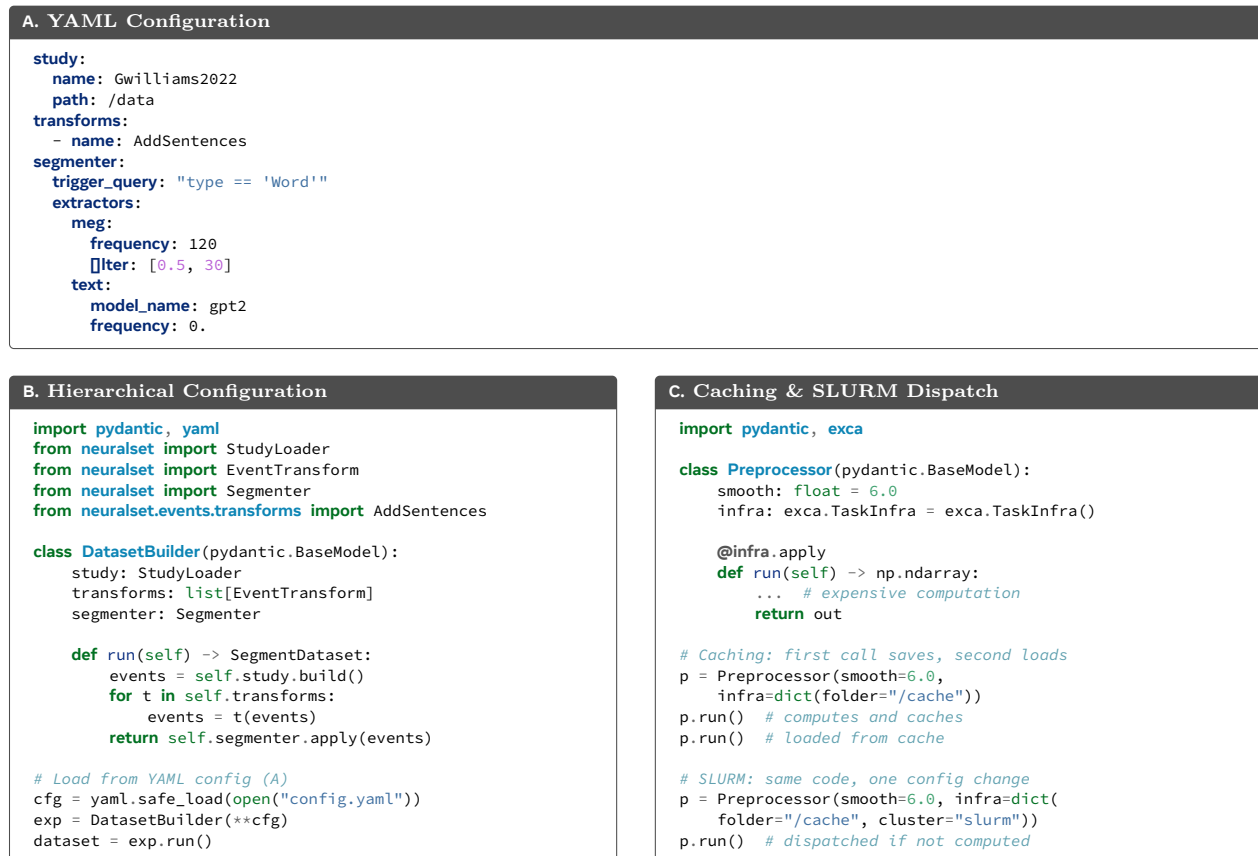 A. YAML Configuration
study:
  name: Gwilliams2022
  path: /data
transforms:
  - name: AddSentences
segmenter:
  trigger_query: "type == 'Word'"
  extractors:
    meg:
      frequency: 120
      []lter: [0.5, 30]
    text:
      model_name: gpt2
      frequency: 0.
B. Hierarchical Configuration
import pydantic, yaml
from neuralset import StudyLoader
from neuralset import EventTransform
from neuralset import Segmenter
from neuralset.events.transforms import AddSentences

class DatasetBuilder(pydantic.BaseModel):
    study: StudyLoader
    transforms: list[EventTransform]
    segmenter: Segmenter

    def run(self) -> SegmentDataset:
        events = self.study.build()
        for t in self.transforms:
            events = t(events)
        return self.segmenter.apply(events)

# Load from YAML config (A)
cfg = yaml.safe_load(open("config.yaml"))
exp = DatasetBuilder(**cfg)
dataset = exp.run()
C. Caching & SLURM Dispatch
import pydantic, exca

class Preprocessor(pydantic.BaseModel):
    smooth: float = 6.0
    infra: exca.TaskInfra = exca.TaskInfra()

    @infra.apply
    def run(self) -> np.ndarray:
        ... # expensive computation
        return out

# Caching: first call saves, second loads
p = Preprocessor(smooth=6.0,
    infra=dict(folder="/cache"))
p.run() # computes and caches
p.run() # loaded from cache

# SLURM: same code, one config change
p = Preprocessor(smooth=6.0, infra=dict(
    folder="/cache", cluster="slurm"))
p.run() # dispatched if not computed